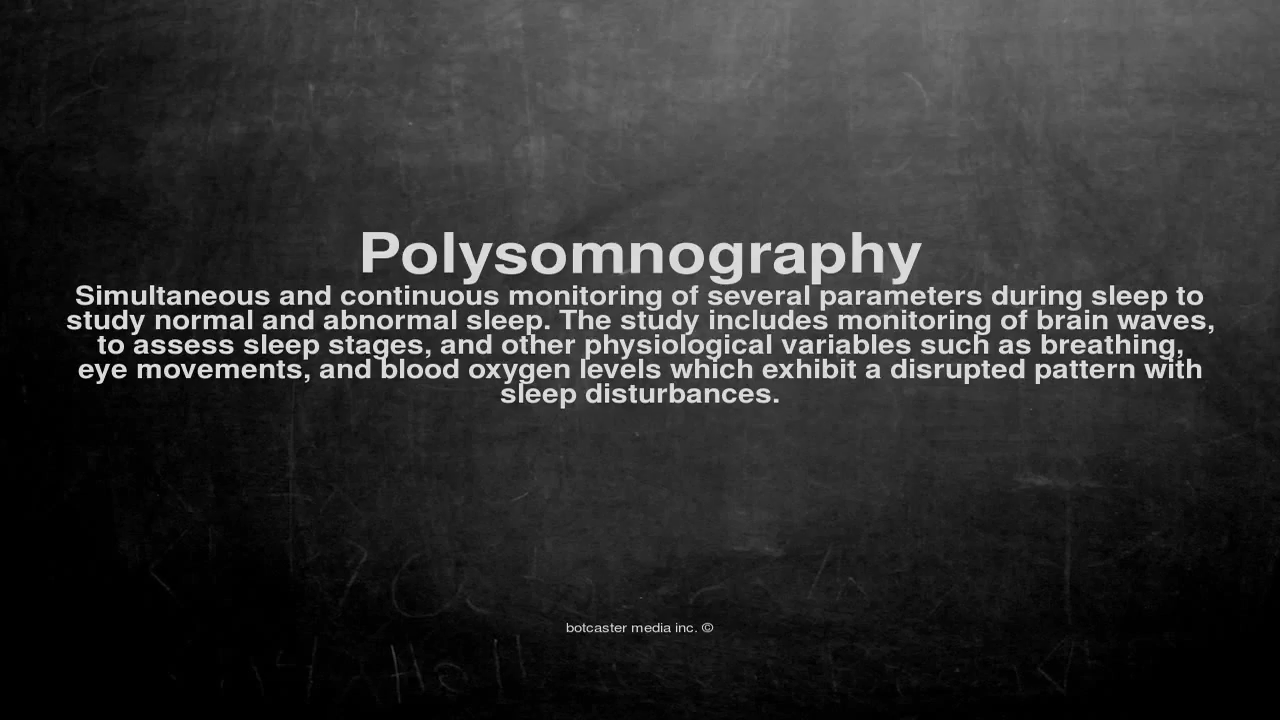 Polysomnography
Simultaneous and continuous monitoring of several parameters during sleep to
study normal and abnormal sleep. The study includes monitoring of brain waves,
to assess sleep stages, and other physiological variables such as breathing,
eye movements, and blood oxygen levels which exhibit a disrupted pattern with
sleep disturbances.
botcaster media inc. ©